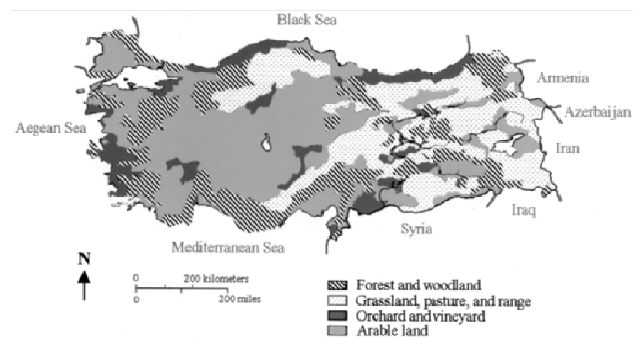 Black Sea
Armenia
Azerbaijan
Aegean Sea
Iran
Iraq
Syria
Mediterranean Sea
N
0 200 kilometers
0 200 miles
Forest and woodland
Grassland, pasture, and range
Orchard and vineyard
Arable land